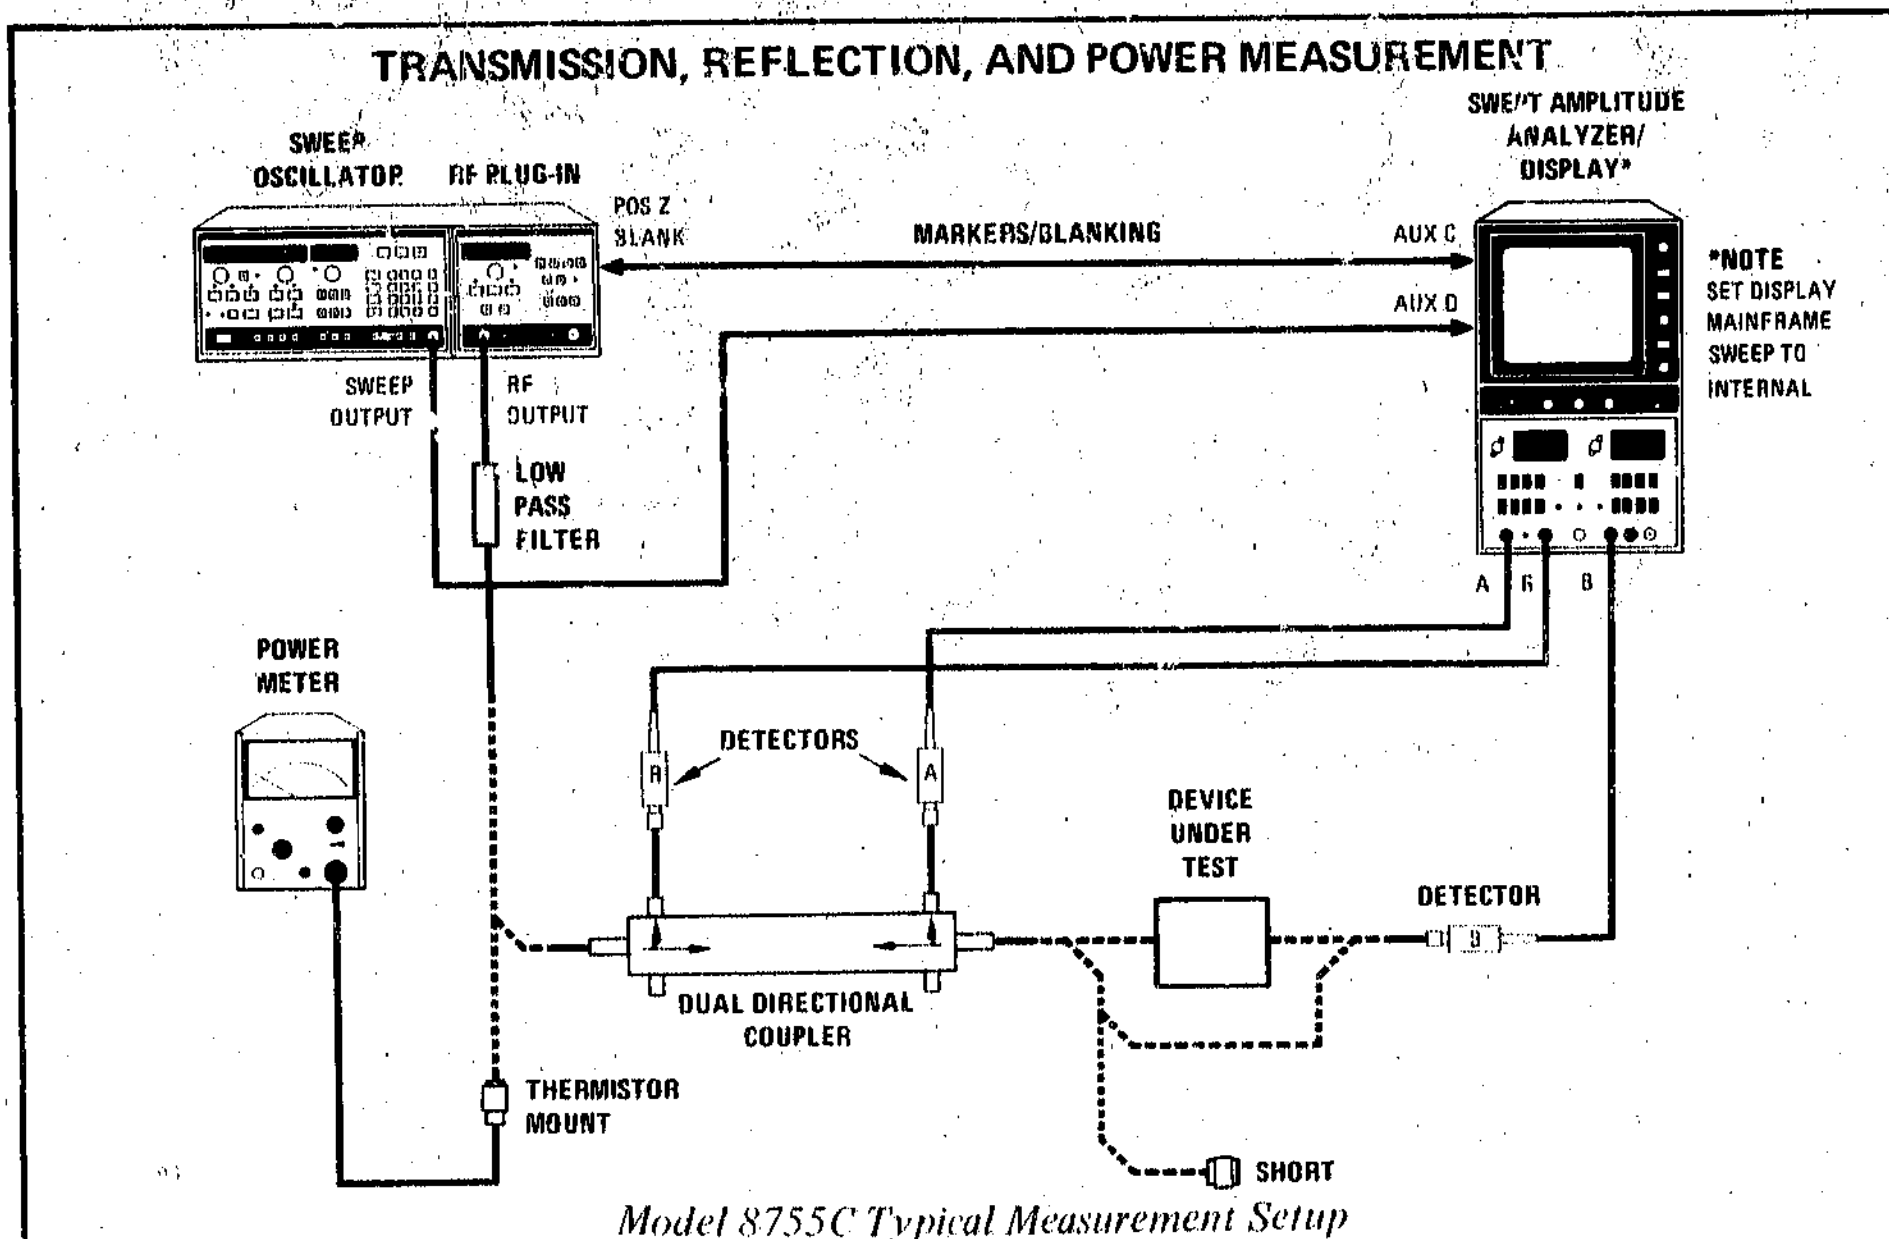 TRANSMISSION, REFLECTION, AND POWER MEASUREMENT
SWEEP
OSCILLATOR
RF PLUG-IN
POS Z
BLANK
MARKERS/BLANKING
SWEPT AMPLITUDE
ANALYZER/
DISPLAY*
AUX C
AUX D
*NOTE
SET DISPLAY
MAINFRAME
SWEEP TO
INTERNAL
SWEEP
OUTPUT
RF
OUTPUT
LOW
PASS
FILTER
A R B
POWER
METER
DETECTORS
R
A
DEVICE
UNDER
TEST
DETECTOR
B
DUAL DIRECTIONAL
COUPLER
THERMISTOR
MOUNT
SHORT
Model 8755C Typical Measurement Setup